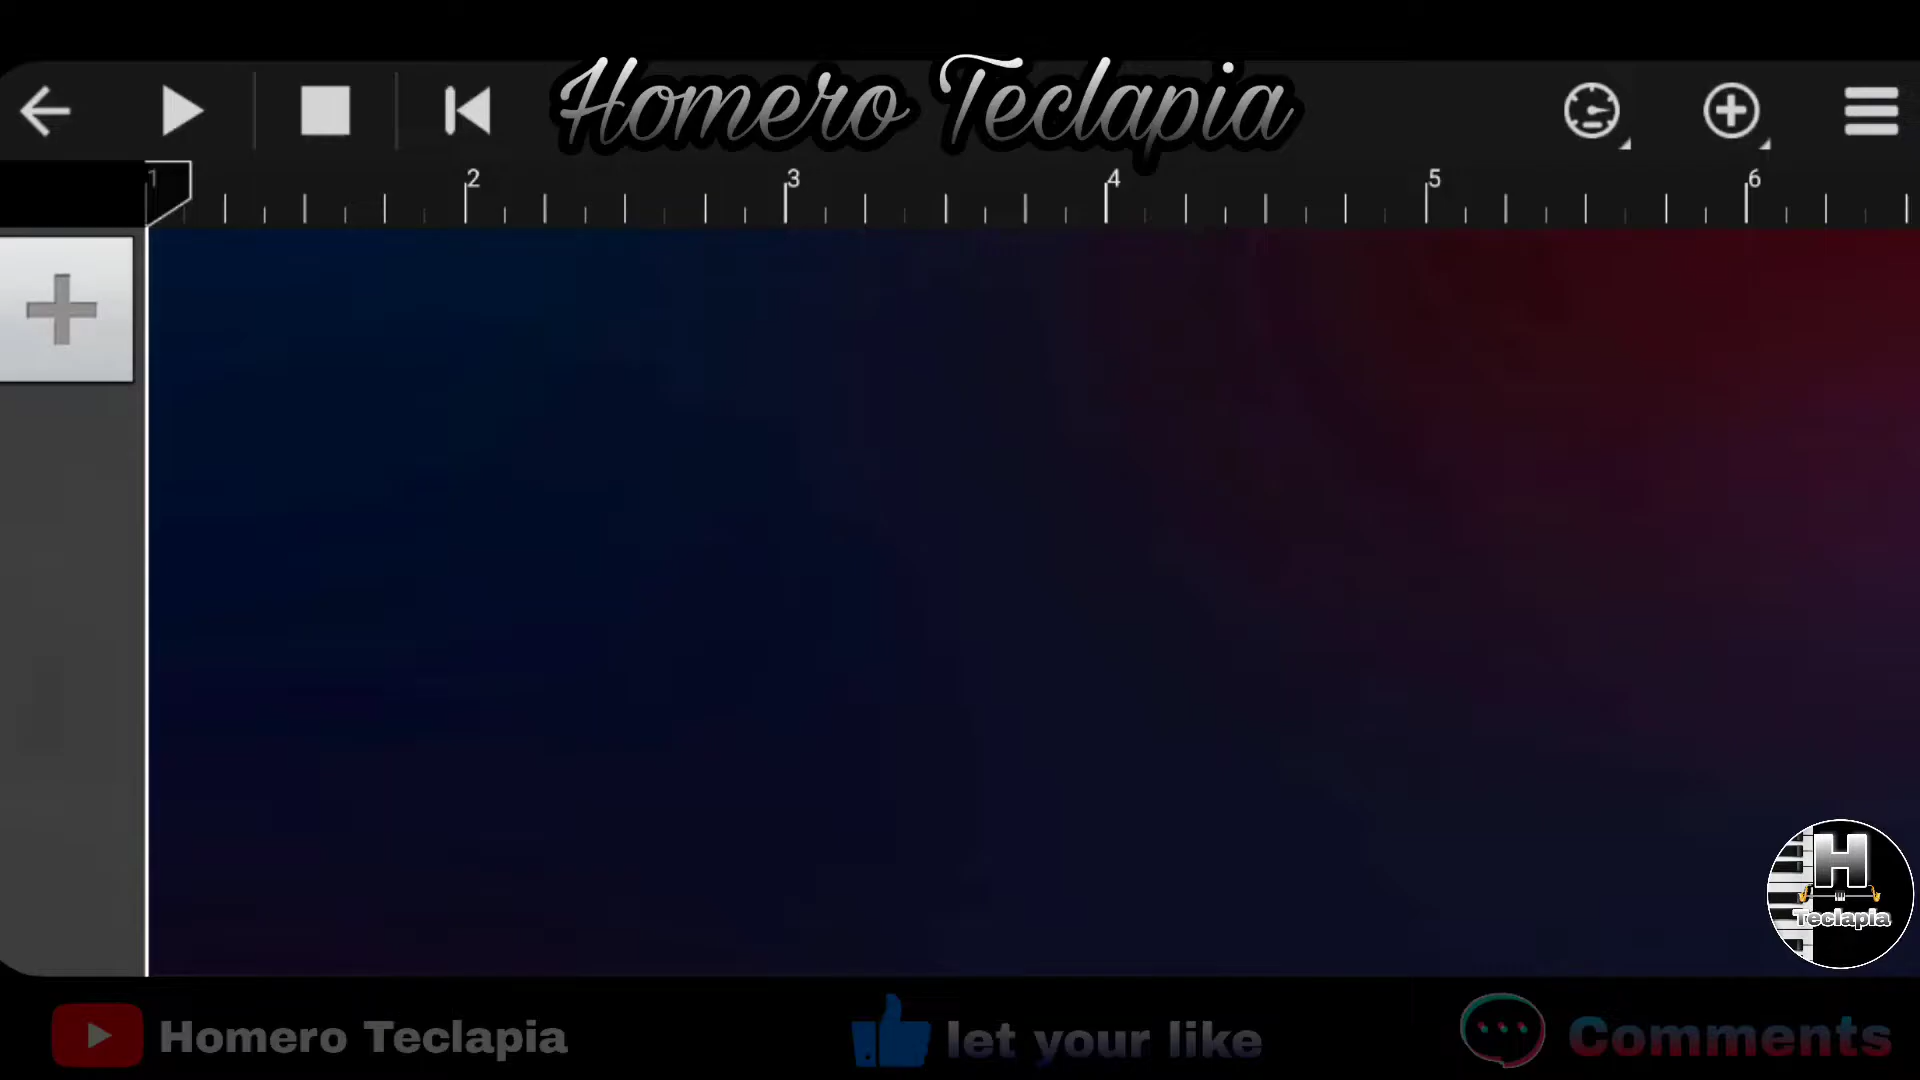 Homero Teclapia
1 2 3 4 5 6
H
Teclapia
Homero Teclapia
let your like
Comments